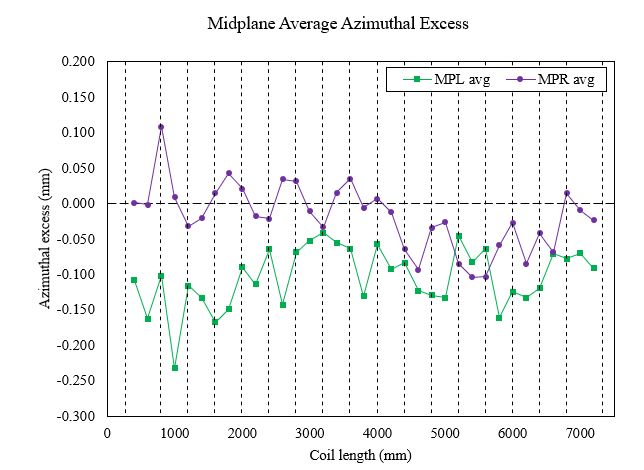 Midplane Average Azimuthal Excess
MPL avg MPR avg
0.200
0.150
0.100
0.050
0.000
-0.050
-0.100
-0.150
-0.200
-0.250
-0.300
Azimuthal excess (mm)
0 1000 2000 3000 4000 5000 6000 7000
Coil length (mm)